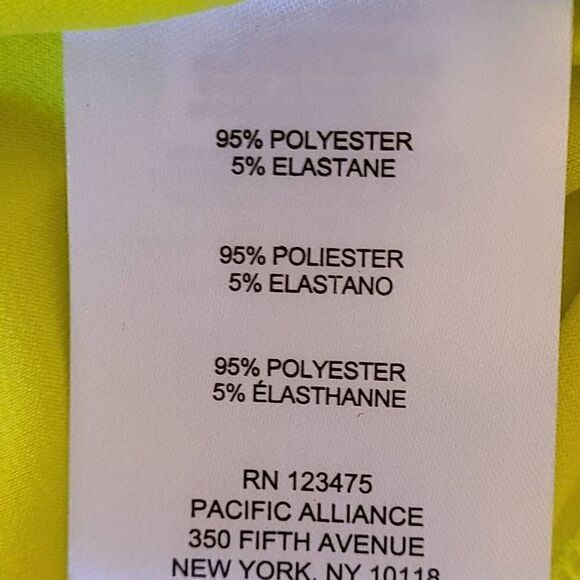 95% POLYESTER
5% ELASTANE
95% POLIESTER
5% ELASTANO
95% POLYESTER
5% ÉLASTHANNE
RN 123475
PACIFIC ALLIANCE
350 FIFTH AVENUE
NEW YORK, NY 10118